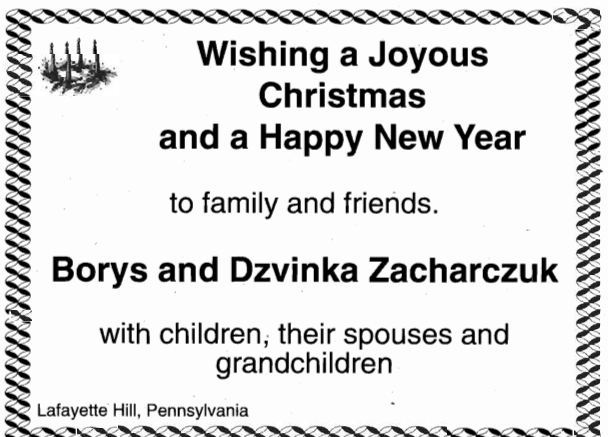 Wishing a Joyous
Christmas
and a Happy New Year
to family and friends.
Borys and Dzvinka Zacharczuk
with children, their spouses and
grandchildren
Lafayette Hill, Pennsylvania